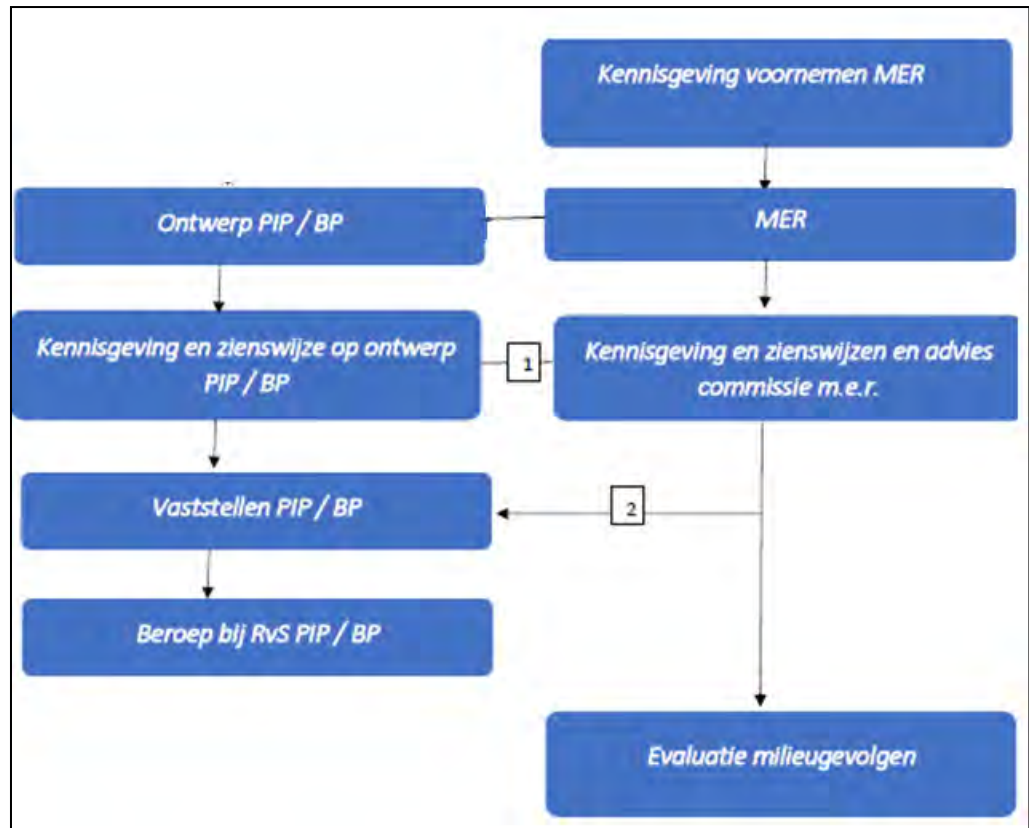 Kennisgeving voornemen MER
Ontwerp PIP / BP
MER
Kennisgeving en zienswijze op ontwerp
PIP / BP
1
Kennisgeving en zienswijzen en advies
commissie m.e.r.
Vaststellen PIP / BP
2
Beroep bij RvS PIP / BP
Evaluatie milieugevolgen